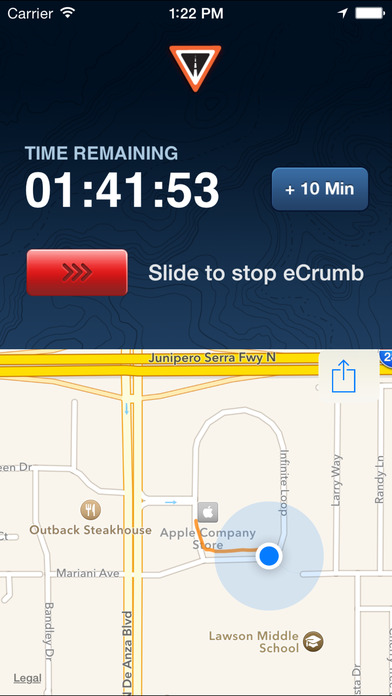 Carrier 1:22 PM
TIME REMAINING
01:41:53
+ 10 Min
Slide to stop eCrumb
Junipero Serra Fwy N
2
een Dr
Infinite Loop
Larry Way
Randy Ln
Outback Steakhouse
Apple Company
Store
Ct
Mariani Ave
Bandley Dr
N De Anza Blvd
Lawson Middle
School
Legal
sta Dr